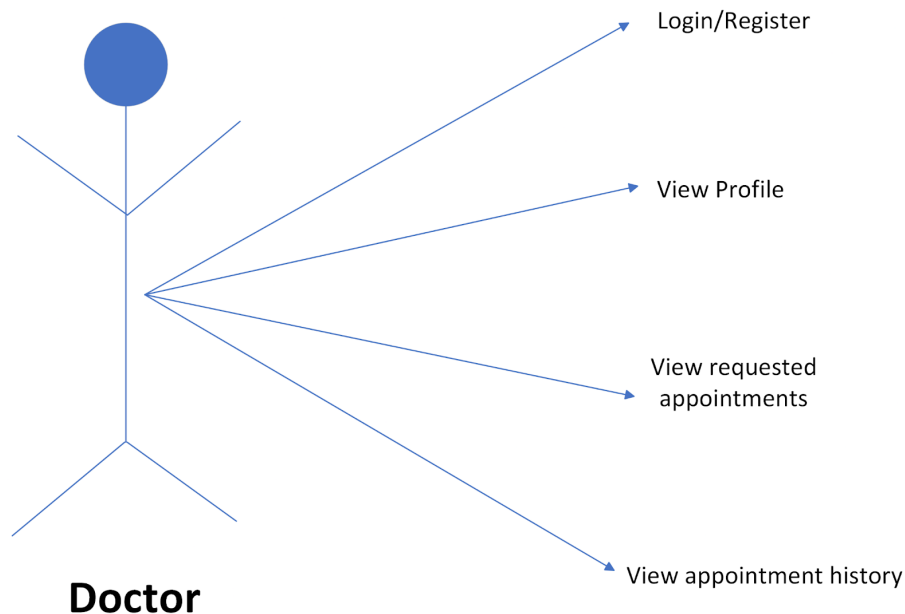 Login/Register
View Profile
View requested
appointments
View appointment history
Doctor